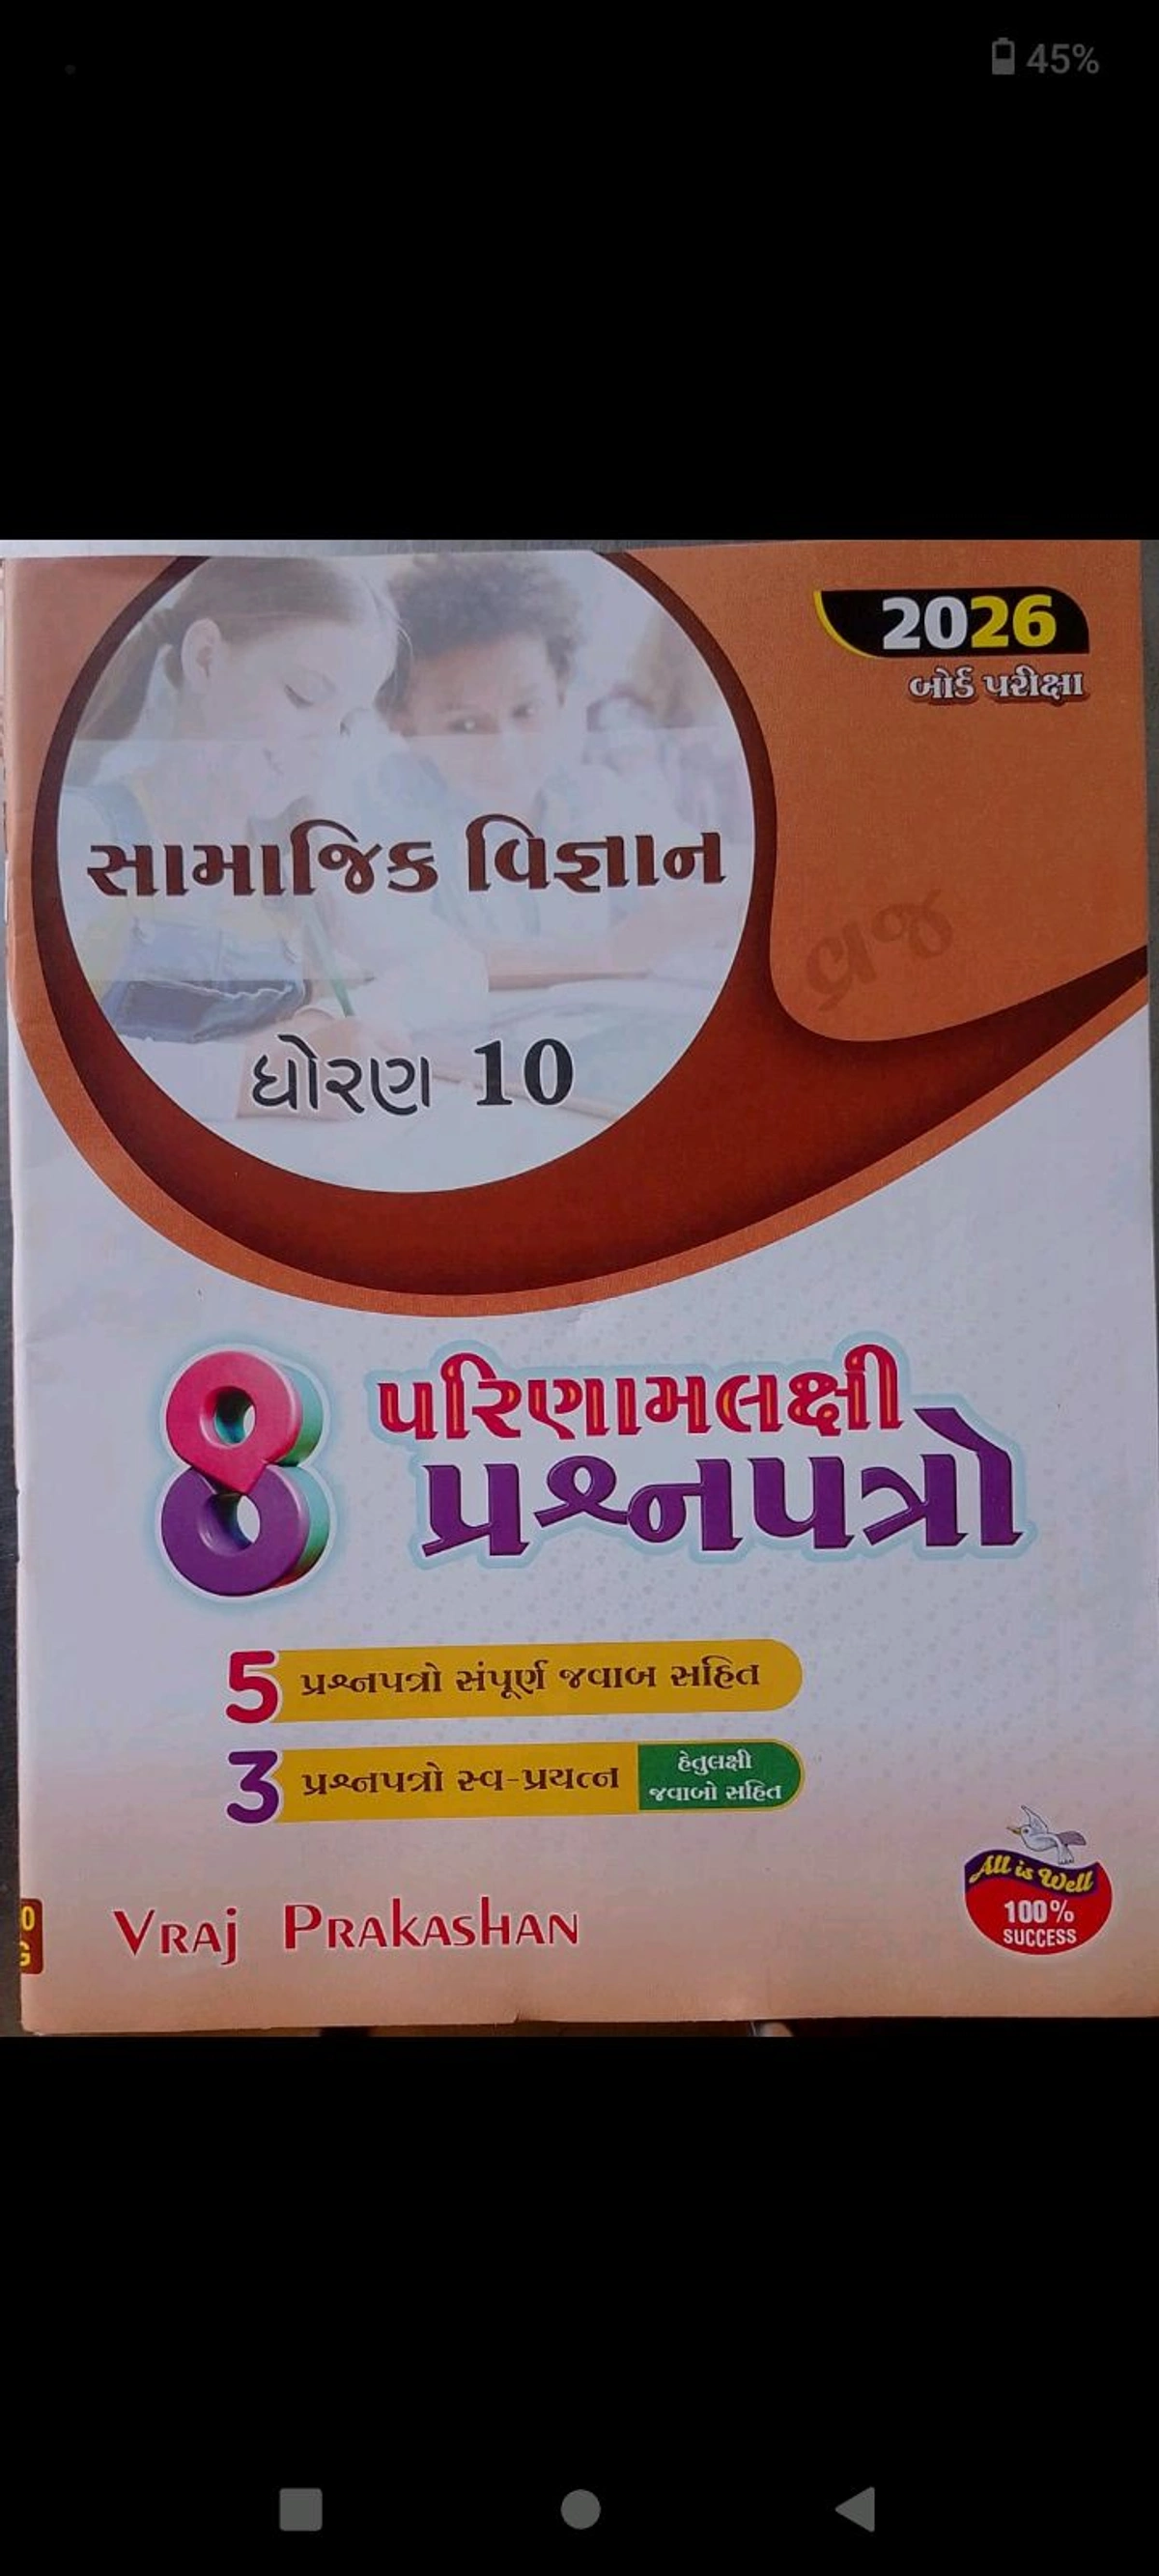 45%
2026
બોર્ડ પરીક્ષા
સામાજિક વિજ્ઞાન
વ્રજ
ધોરણ 10
8 પરિણામલક્ષી
પ્રશ્નપત્રો
5 પ્રશ્નપત્રો સંપૂર્ણ જવાબ સહિત
3 પ્રશ્નપત્રો સ્વ-પ્રયત્ન હેતુલક્ષી
જવાબો સહિત
All is Well
100%
SUCCESS
VRAJ PRAKASHAN
0
G